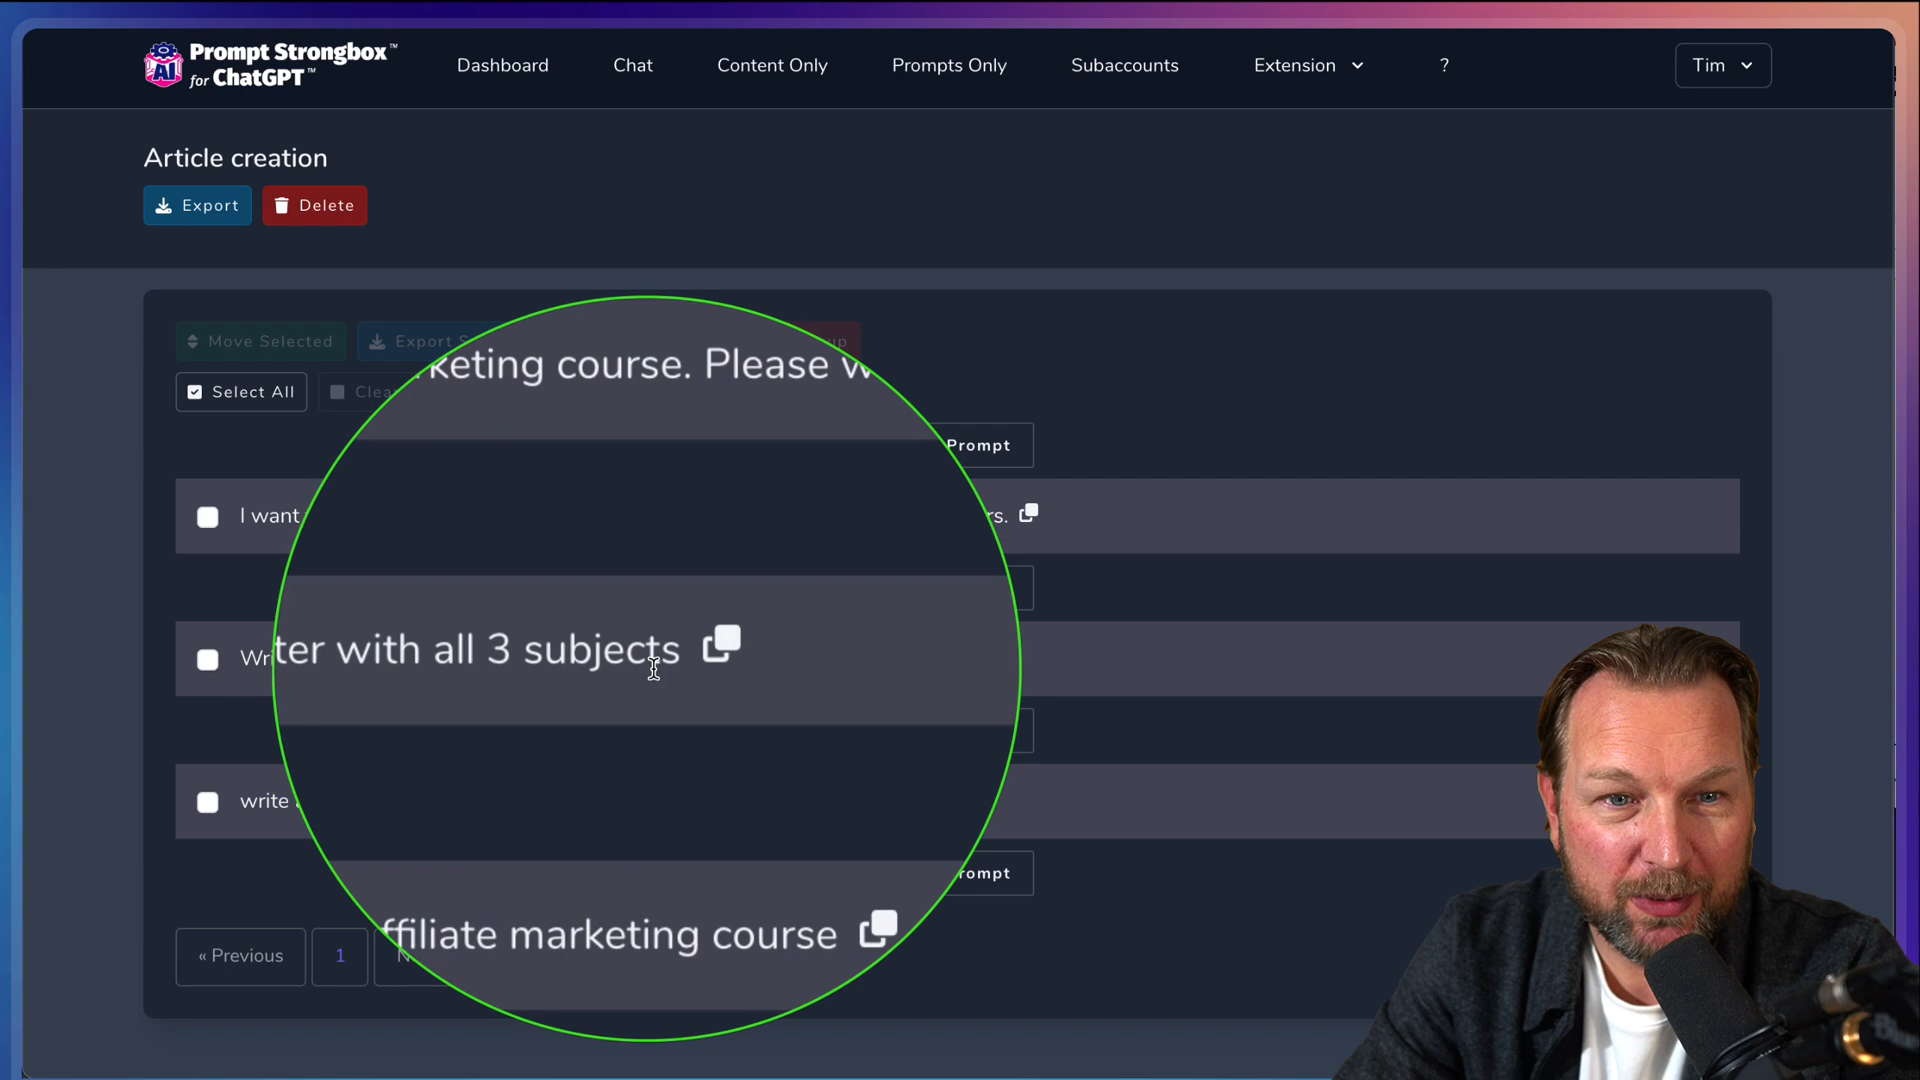 Prompt Strongbox™
for ChatGPT™
Dashboard
Chat
Content Only
Prompts Only
Subaccounts
Extension
?
Tim
Article creation
Export
Delete
Move Selected
Export
Select All
keting course. Please w
Prompt
I want
rs.
ter with all 3 subjects
write
rompt
ffiliate marketing course
« Previous
1